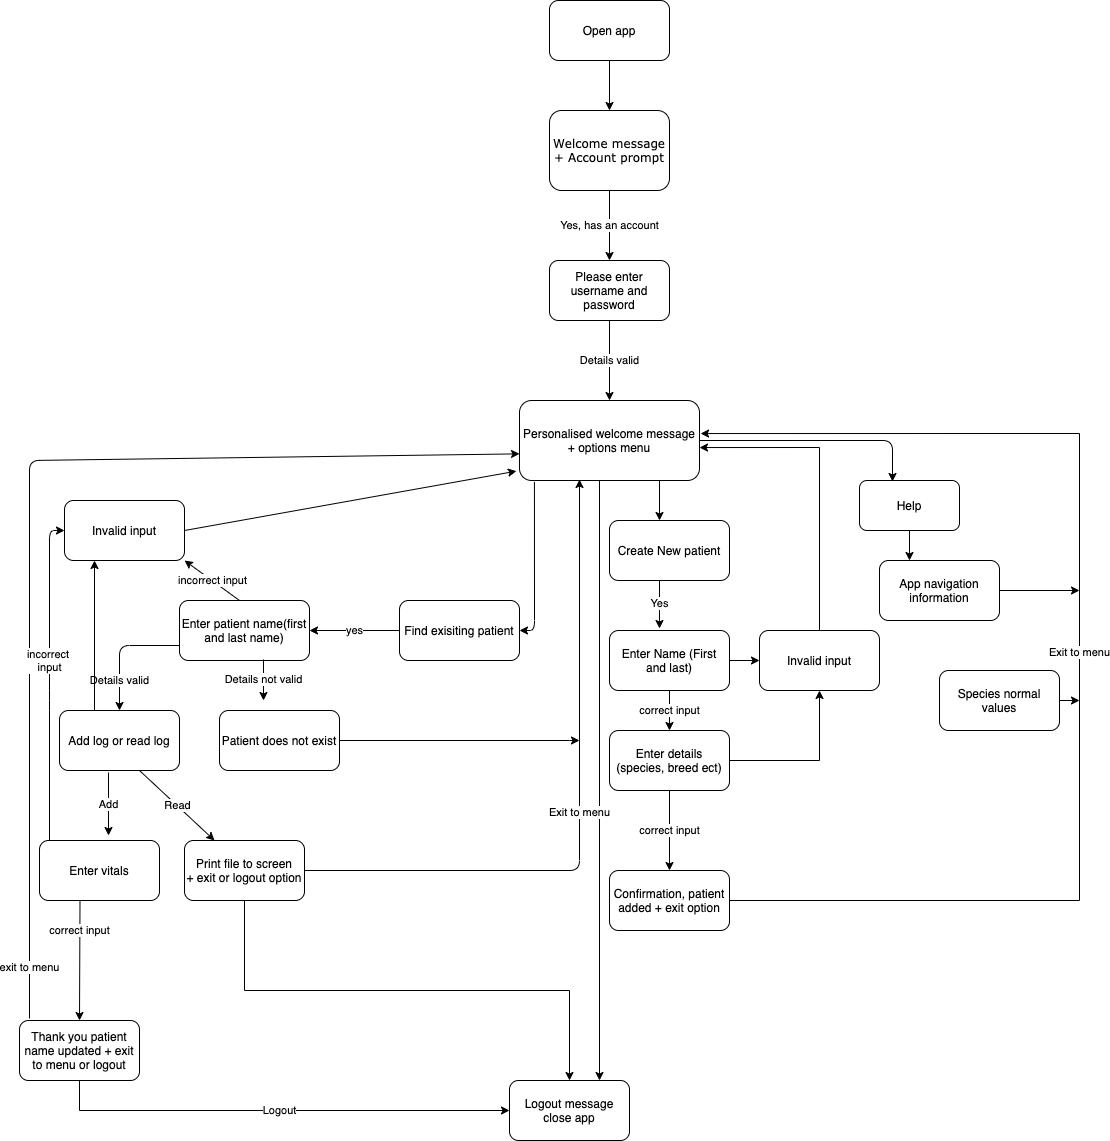 Open app
Welcome message
+ Account prompt
Yes, has an account
Please enter
username and
password
Details valid
Personalised welcome message
+ options menu
Help
Invalid input
Create New patient
App navigation
information
incorrect input
Enter patient name(first
and last name)
yes
Find exisiting patient
Yes
Enter Name (First
and last)
Invalid input
incorrect
input
Exit to menu
Details valid
Details not valid
Species normal
values
correct input
Add log or read log
Patient does not exist
Enter details
(species, breed ect)
Add
Read
Exit to menu
correct input
Enter vitals
Print file to screen
+ exit or logout option
Confirmation, patient
added + exit option
correct input
exit to menu
Thank you patient
name updated + exit
to menu or logout
Logout
Logout message
close app